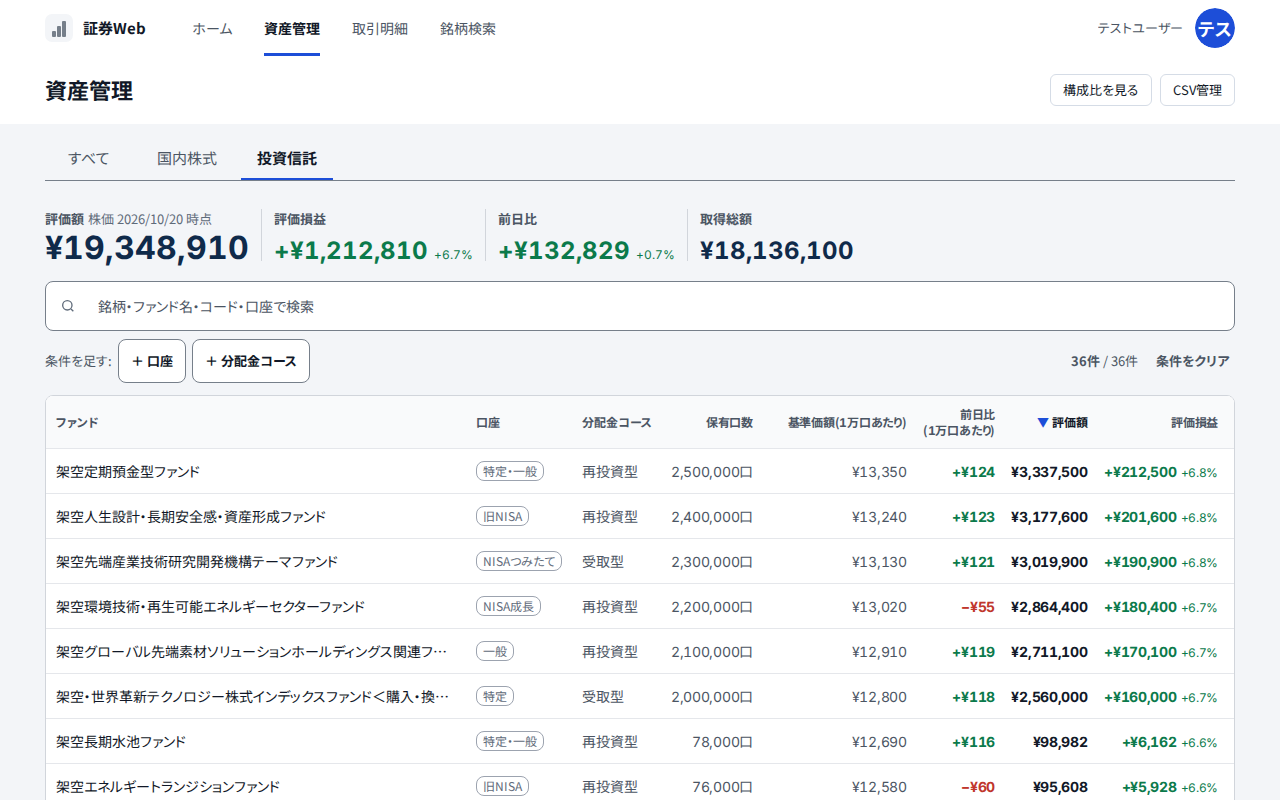 証券Web ホーム 資産管理 取引明細 銘柄検索 テストユーザー テス
資産管理 構成比を見る CSV管理
すべて 国内株式 投資信託
評価額 株価 2026/10/20 時点 評価損益 前日比 取得総額
¥19,348,910 +¥1,212,810 +6.7% +¥132,829 +0.7% ¥18,136,100
銘柄・ファンド名・コード・口座で検索
条件を足す: ＋ 口座 ＋ 分配金コース 36件 / 36件 条件をクリア
ファンド 口座 分配金コース 保有口数 基準価額(1万口あたり) 前日比 (1万口あたり) ▼ 評価額 評価損益
架空定期預金型ファンド 特定・一般 再投資型 2,500,000口 ¥13,350 +¥124 ¥3,337,500 +¥212,500 +6.8%
架空人生設計・長期安全感・資産形成ファンド 旧NISA 再投資型 2,400,000口 ¥13,240 +¥123 ¥3,177,600 +¥201,600 +6.8%
架空先端産業技術研究開発機構テーマファンド NISAつみたて 受取型 2,300,000口 ¥13,130 +¥121 ¥3,019,900 +¥190,900 +6.8%
架空環境技術・再生可能エネルギーセクターファンド NISA成長 再投資型 2,200,000口 ¥13,020 −¥55 ¥2,864,400 +¥180,400 +6.7%
架空グローバル先端素材ソリューションホールディングス関連フ… 一般 再投資型 2,100,000口 ¥12,910 +¥119 ¥2,711,100 +¥170,100 +6.7%
架空・世界革新テクノロジー株式インデックスファンド＜購入・換… 特定 受取型 2,000,000口 ¥12,800 +¥118 ¥2,560,000 +¥160,000 +6.7%
架空長期水池ファンド 特定・一般 再投資型 78,000口 ¥12,690 +¥116 ¥98,982 +¥6,162 +6.6%
架空エネルギートランジションファンド 旧NISA 再投資型 76,000口 ¥12,580 −¥60 ¥95,608 +¥5,928 +6.6%